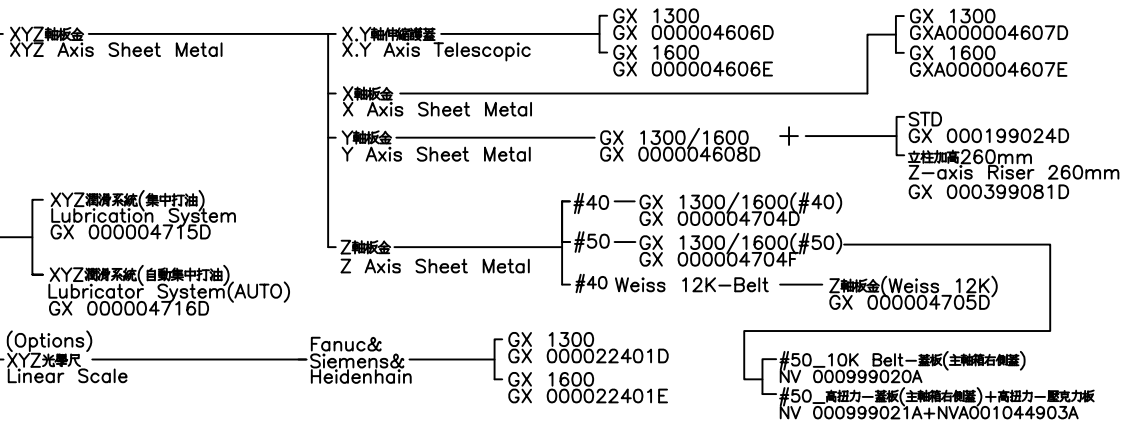 XYZ軸板金
XYZ Axis Sheet Metal
X.Y軸伸縮護蓋
X.Y Axis Telescopic
GX 1300
GX 000004606D
GX 1600
GX 000004606E
GX 1300
GXA000004607D
GX 1600
GXA000004607E
X軸板金
X Axis Sheet Metal
Y軸板金
Y Axis Sheet Metal
GX 1300/1600
GX 000004608D
+
STD
GX 000199024D
立柱加高260mm
Z-axis Riser 260mm
GX 000399081D
XYZ潤滑系統(集中打油)
Lubrication System
GX 000004715D
XYZ潤滑系統(自動集中打油)
Lubricator System(AUTO)
GX 000004716D
Z軸板金
Z Axis Sheet Metal
#40
GX 1300/1600(#40)
GX 000004704D
#50
GX 1300/1600(#50)
GX 000004704F
#40 Weiss 12K-Belt
Z軸板金(Weiss 12K)
GX 000004705D
(Options)
XYZ光學尺
Linear Scale
Fanuc&
Siemens&
Heidenhain
GX 1300
GX 000022401D
GX 1600
GX 000022401E
#50_10K Belt-蓋板(主軸箱右側蓋)
NV 000999020A
#50_高扭力-蓋板(主軸箱右側蓋)+高扭力-壓克力板
NV 000999021A+NVA001044903A